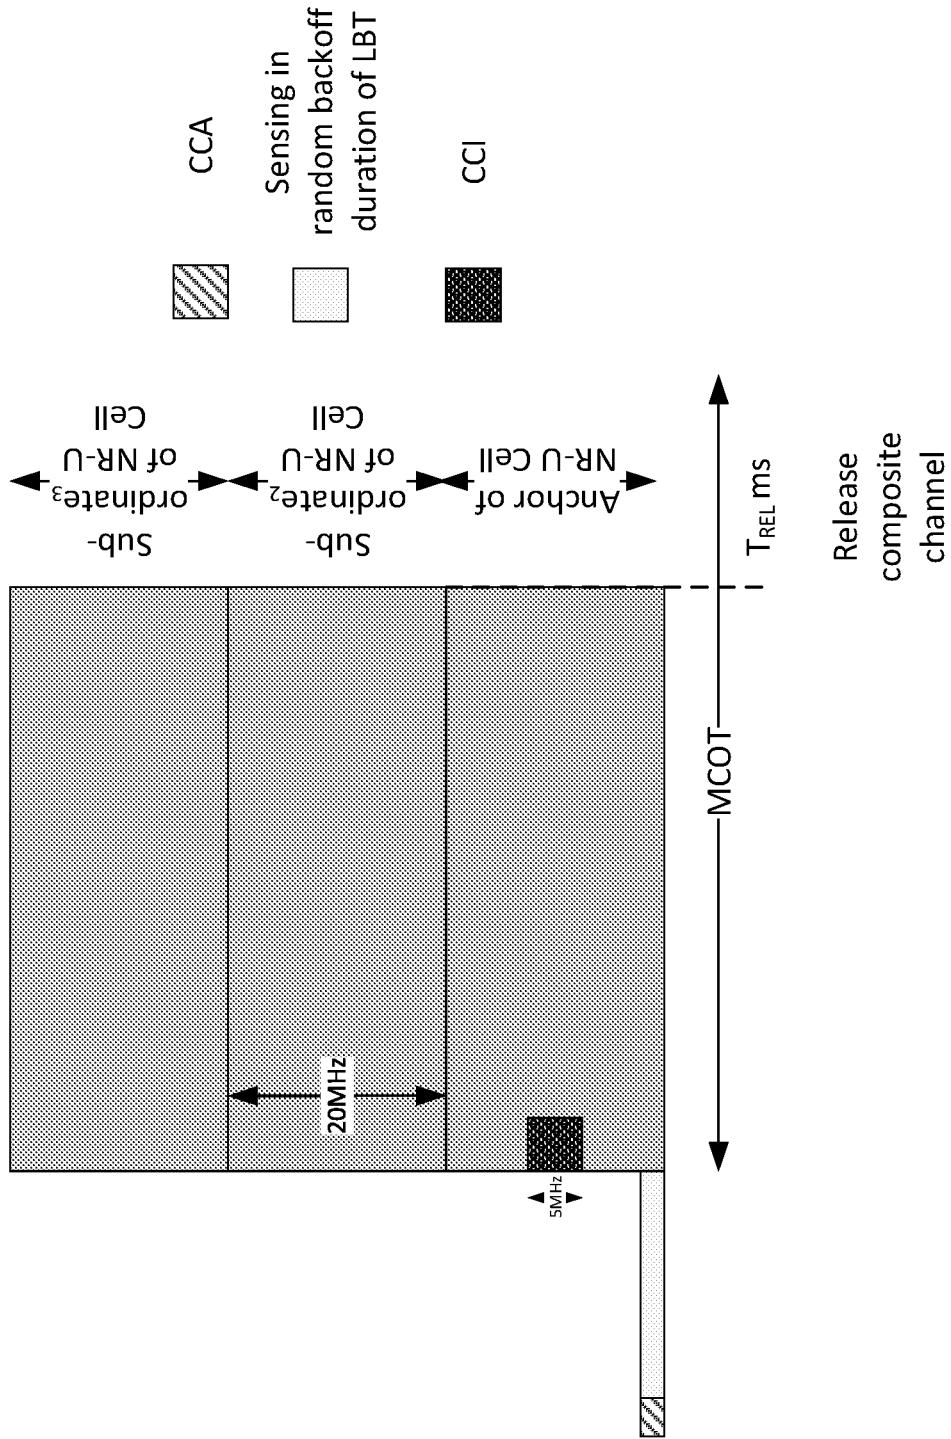 CCA
Sensing in
random backoff
duration of LBT
CCI
Sub-
ordinate3
of NR-U
Cell
Sub-
ordinate2
of NR-U
Cell
Anchor of
NR-U Cell
20MHz
5MHz
MCOT
TREL ms
Release
composite
channel